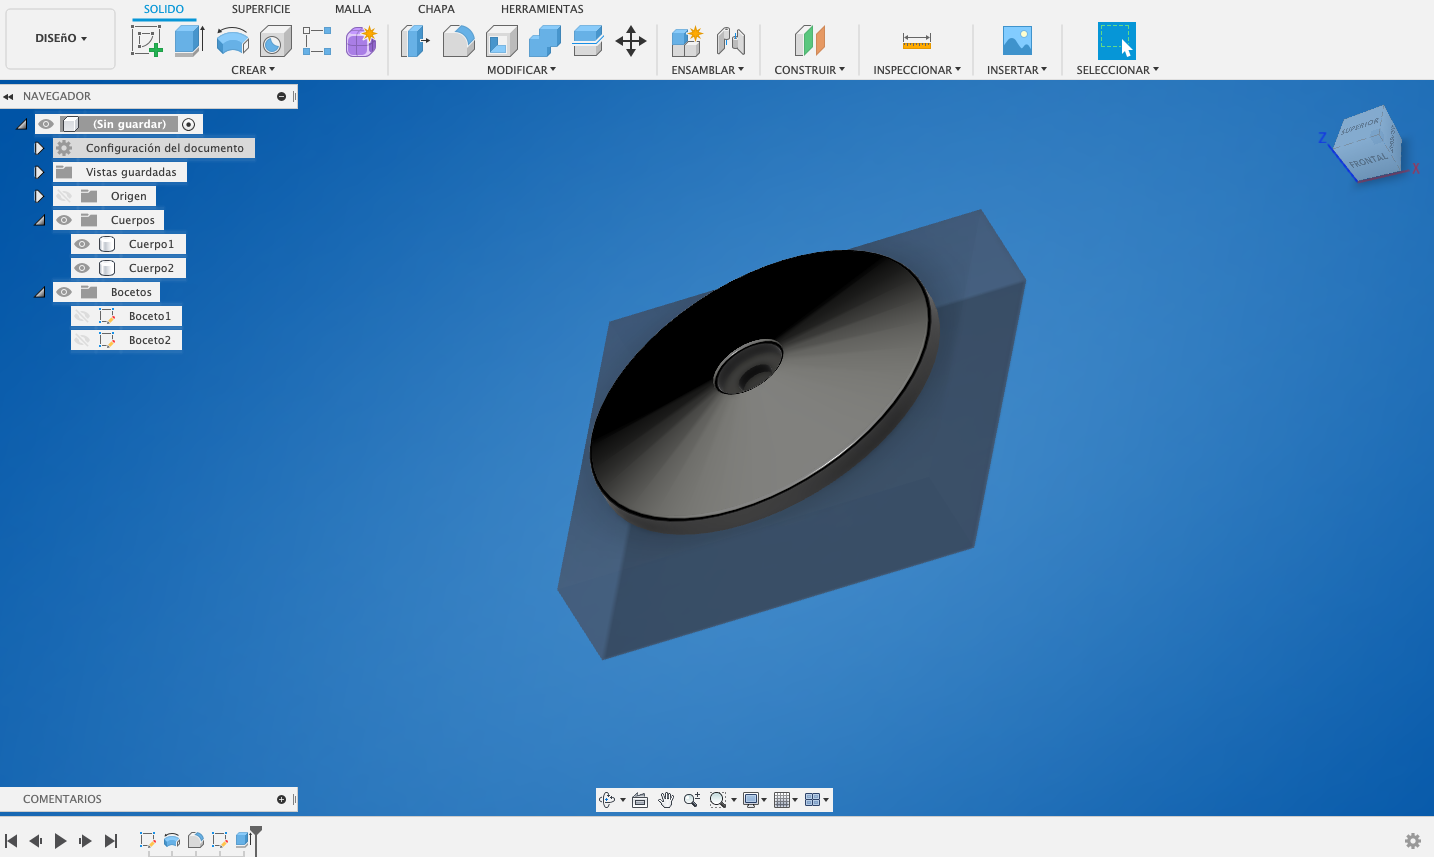 SOLIDO SUPERFICIE MALLA CHAPA HERRAMIENTAS
DISEñO
CREAR MODIFICAR ENSAMBLAR CONSTRUIR INSPECCIONAR INSERTAR SELECCIONAR
NAVEGADOR
(Sin guardar)
Configuración del documento
Vistas guardadas
Origen
Cuerpos
Cuerpo1
Cuerpo2
Bocetos
Boceto1
Boceto2
SUPERIOR
Z
FRONTAL
X
COMENTARIOS